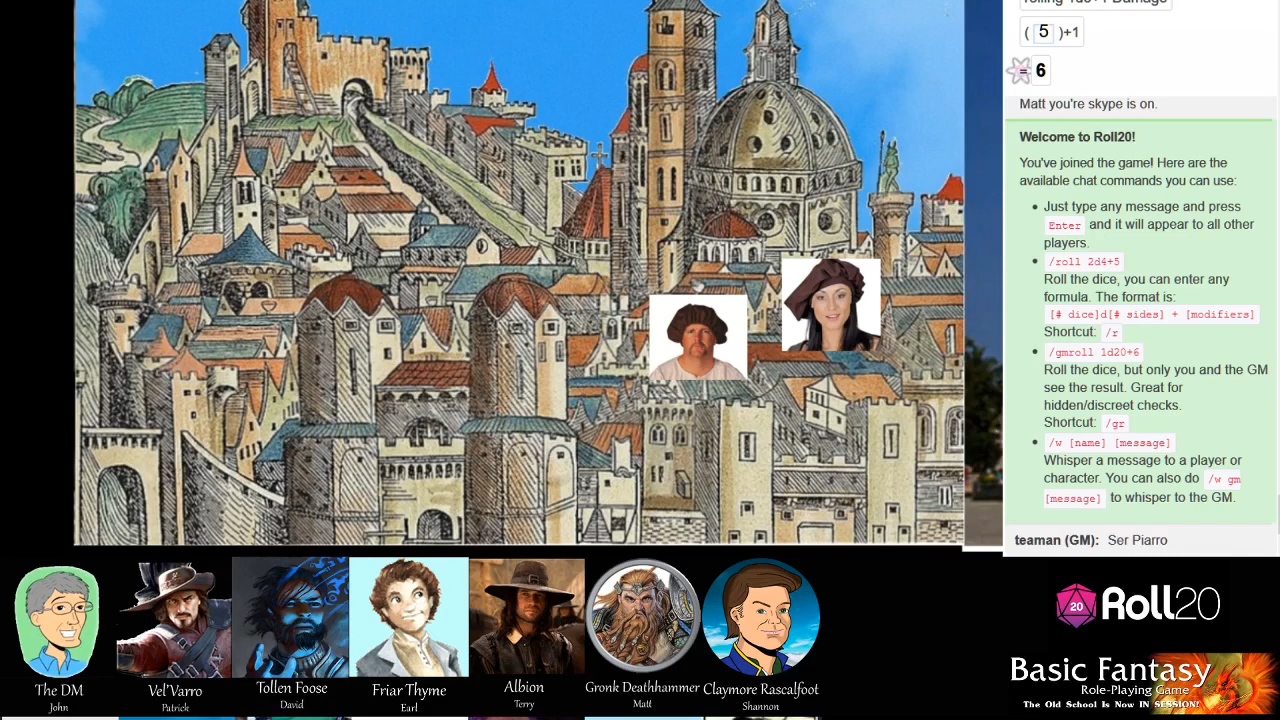 Rolling 1d6+1 Damage
( 5 )+1
= 6
Matt you're skype is on.
Welcome to Roll20!
You've joined the game! Here are the
available chat commands you can use:
• Just type any message and press
Enter and it will appear to all other
players.
• /roll 2d4+5
Roll the dice, you can enter any
formula. The format is:
[# dice]d[# sides] + [modifiers]
Shortcut: /r
• /gmroll 1d20+6
Roll the dice, but only you and the GM
see the result. Great for
hidden/discreet checks.
Shortcut: /gr
• /w [name] [message]
Whisper a message to a player or
character. You can also do /w gm
[message] to whisper to the GM.
teaman (GM): Ser Piarro
The DM
John
Vel'Varro
Patrick
Tollen Foose
David
Friar Thyme
Earl
Albion
Terry
Gronk Deathhammer
Matt
Claymore Rascalfoot
Shannon
20 Roll20
Basic Fantasy
Role-Playing Game
The Old School Is Now IN SESSION!